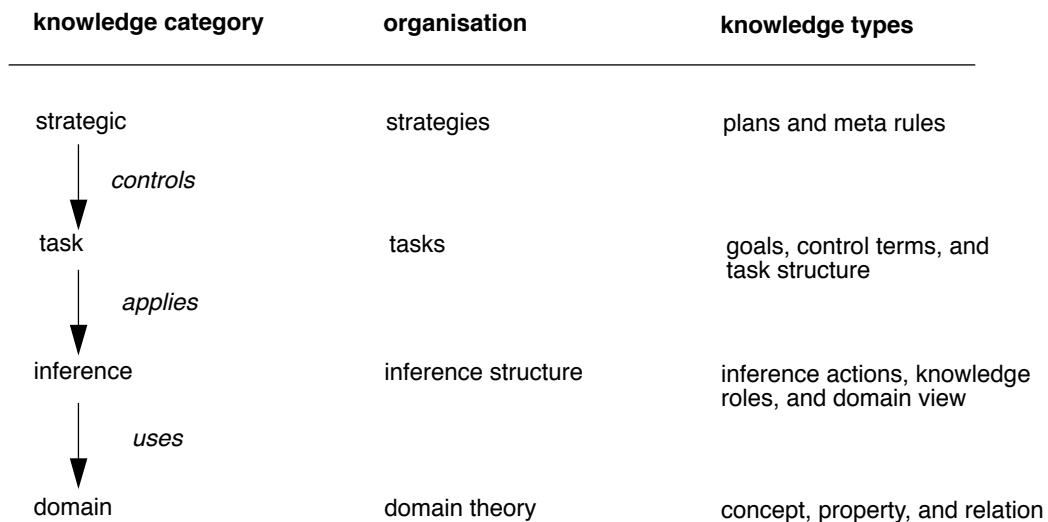 knowledge category organisation knowledge types
strategic strategies plans and meta rules
controls
task tasks goals, control terms, and
task structure
applies
inference inference structure inference actions, knowledge
roles, and domain view
uses
domain domain theory concept, property, and relation